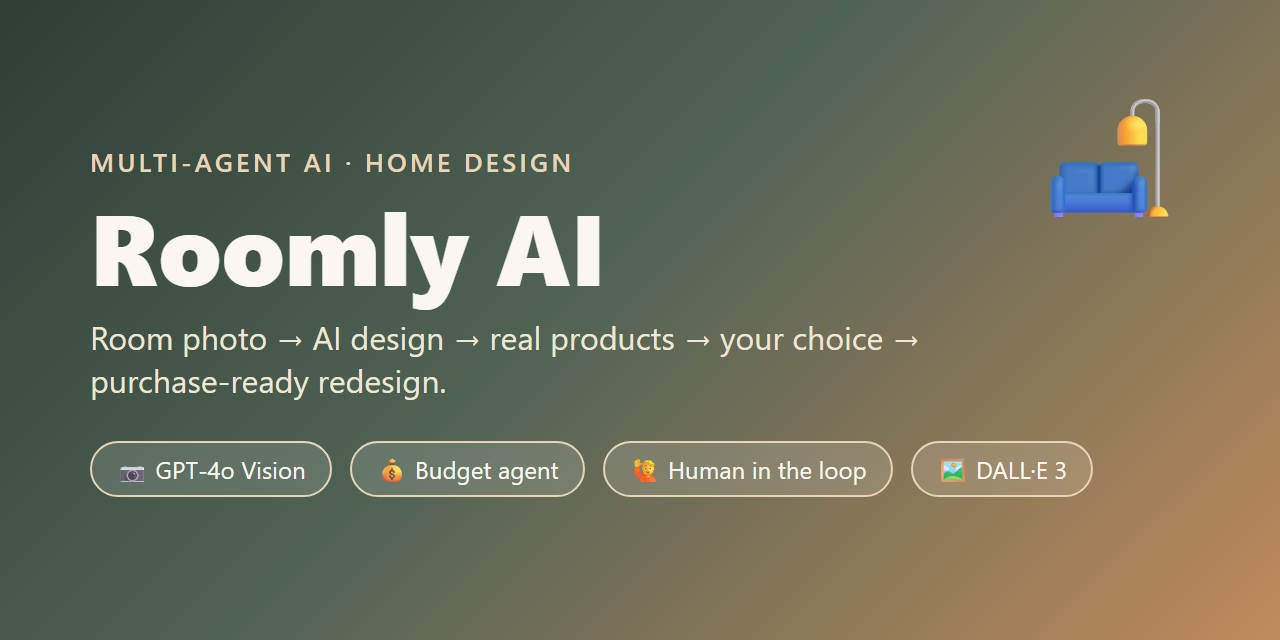 MULTI-AGENT AI · HOME DESIGN
Roomly AI
Room photo → AI design → real products → your choice →
purchase-ready redesign.
GPT-4o Vision
Budget agent
Human in the loop
DALL·E 3